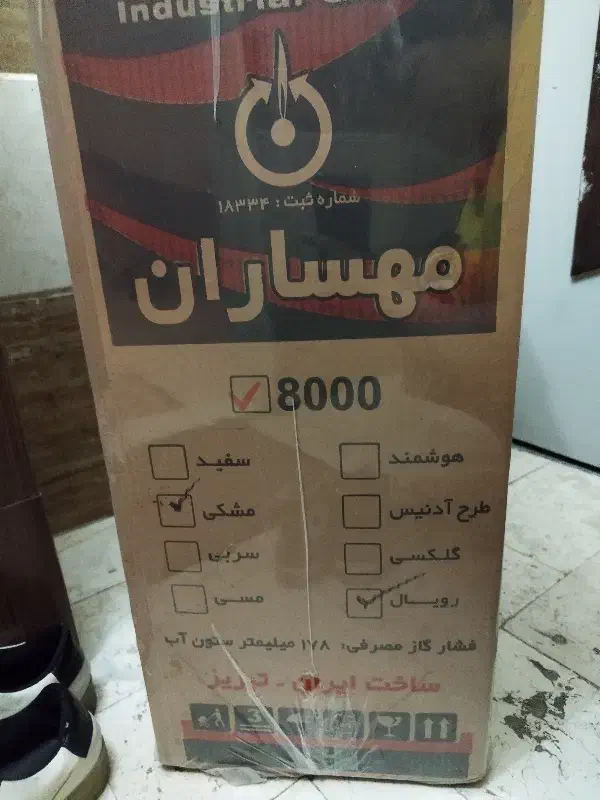 Industrial
شماره ثبت : ۱۸۳۳۴
مهساران
8000
هوشمند
سفید
طرح آدنیس
مشکی
گلکسی
سربی
رویال
مسی
فشار گاز مصرفی: ۱۷۸ میلیمتر ستون آب
ساخت ایران - تبریز
3